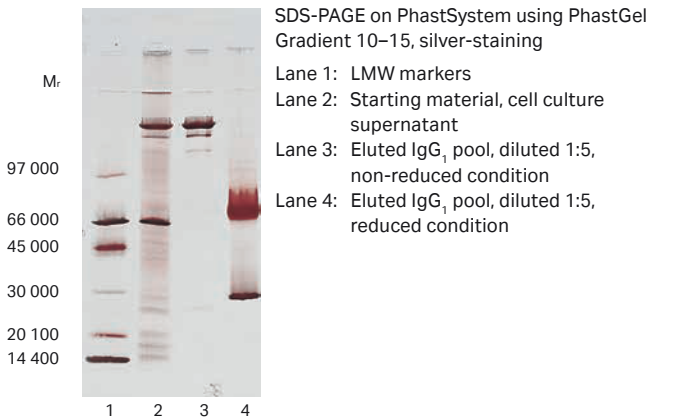 SDS-PAGE on PhastSystem using PhastGel
Gradient 10–15, silver-staining
Lane 1: LMW markers
Lane 2: Starting material, cell culture
supernatant
Lane 3: Eluted IgG₁ pool, diluted 1:5,
non-reduced condition
Lane 4: Eluted IgG₁ pool, diluted 1:5,
reduced condition
Mr
97 000
66 000
45 000
30 000
20 100
14 400
1 2 3 4